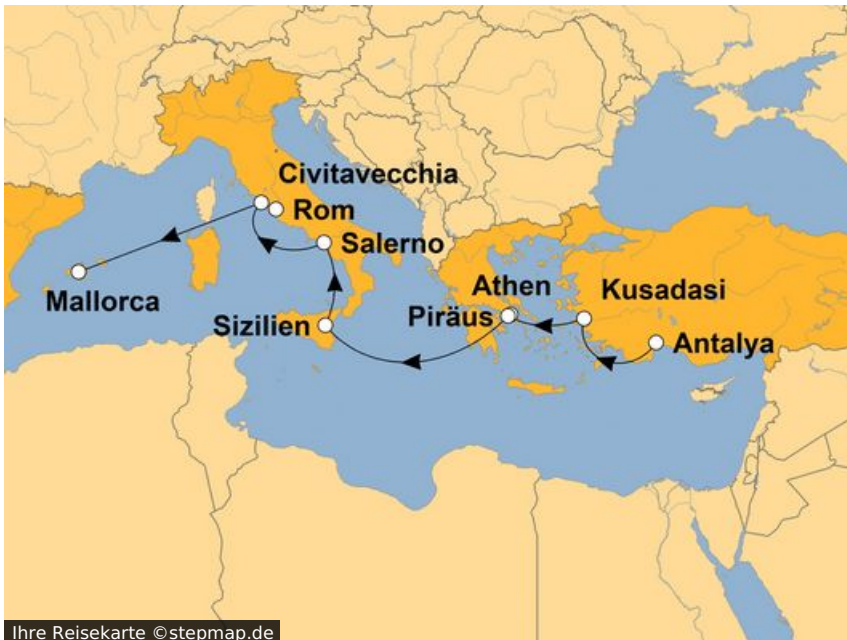 Civitavecchia
Rom
Salerno
Mallorca
Sizilien
Athen
Piräus
Kusadasi
Antalya
Ihre Reisekarte ©stepmap.de